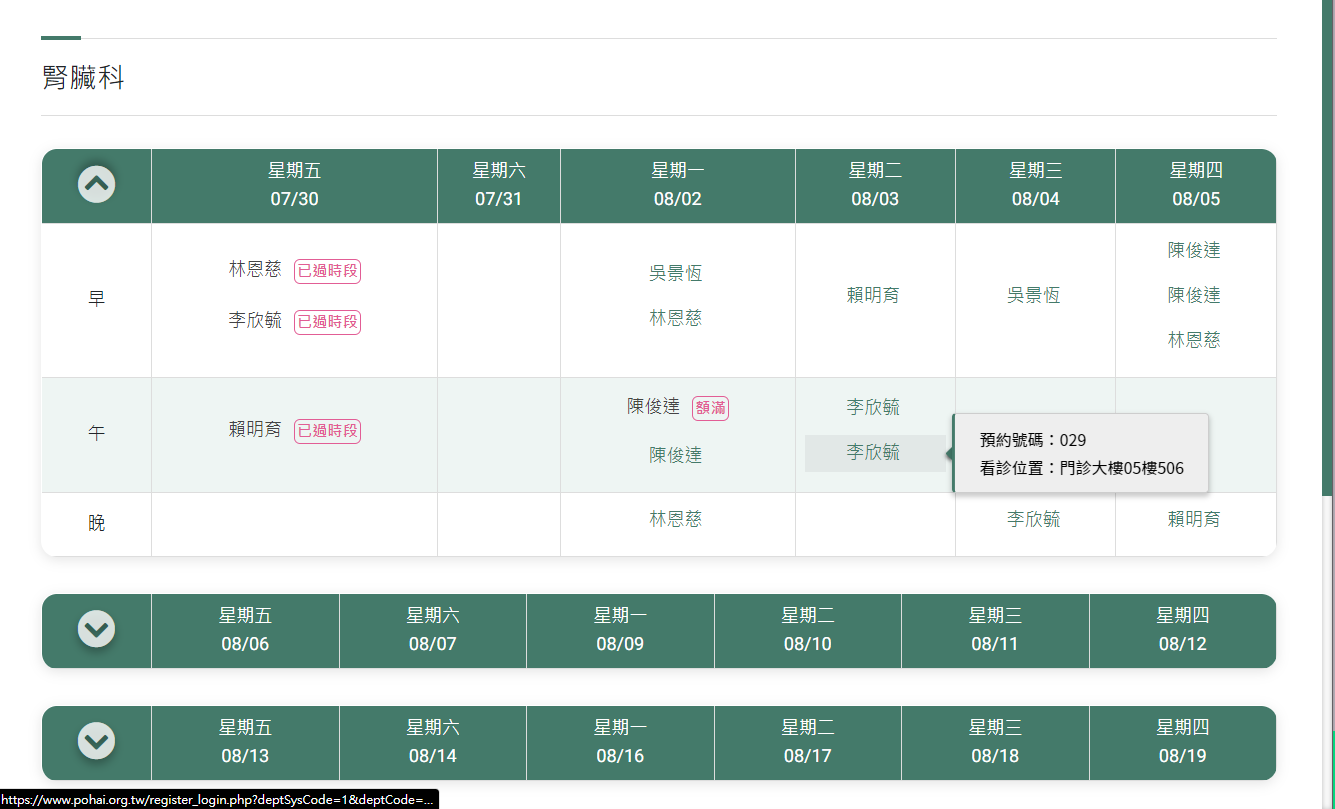 腎臟科
星期五 星期六 星期一 星期二 星期三 星期四
07/30 07/31 08/02 08/03 08/04 08/05
早
林恩慈 已過時段
李欣毓 已過時段
吳景恆
林恩慈
賴明育
吳景恆
陳俊達
陳俊達
林恩慈
午
賴明育 已過時段
陳俊達 額滿
陳俊達
李欣毓
李欣毓
預約號碼：029
看診位置：門診大樓05樓506
晚
林恩慈
李欣毓
賴明育
星期五 星期六 星期一 星期二 星期三 星期四
08/06 08/07 08/09 08/10 08/11 08/12
星期五 星期六 星期一 星期二 星期三 星期四
08/13 08/14 08/16 08/17 08/18 08/19
https://www.pohai.org.tw/register_login.php?deptSysCode=1&deptCode=...